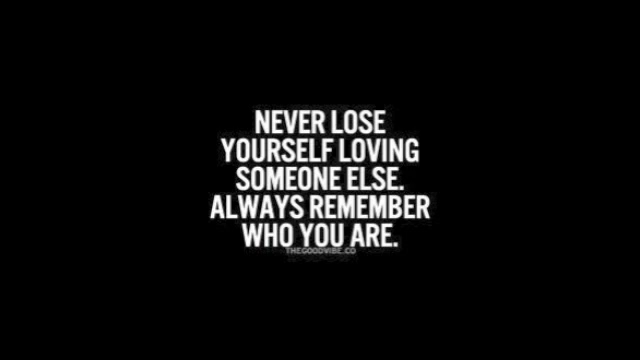 NEVER LOSE
YOURSELF LOVING
SOMEONE ELSE.
ALWAYS REMEMBER
WHO YOU ARE.
THEGOODVIBE.CO